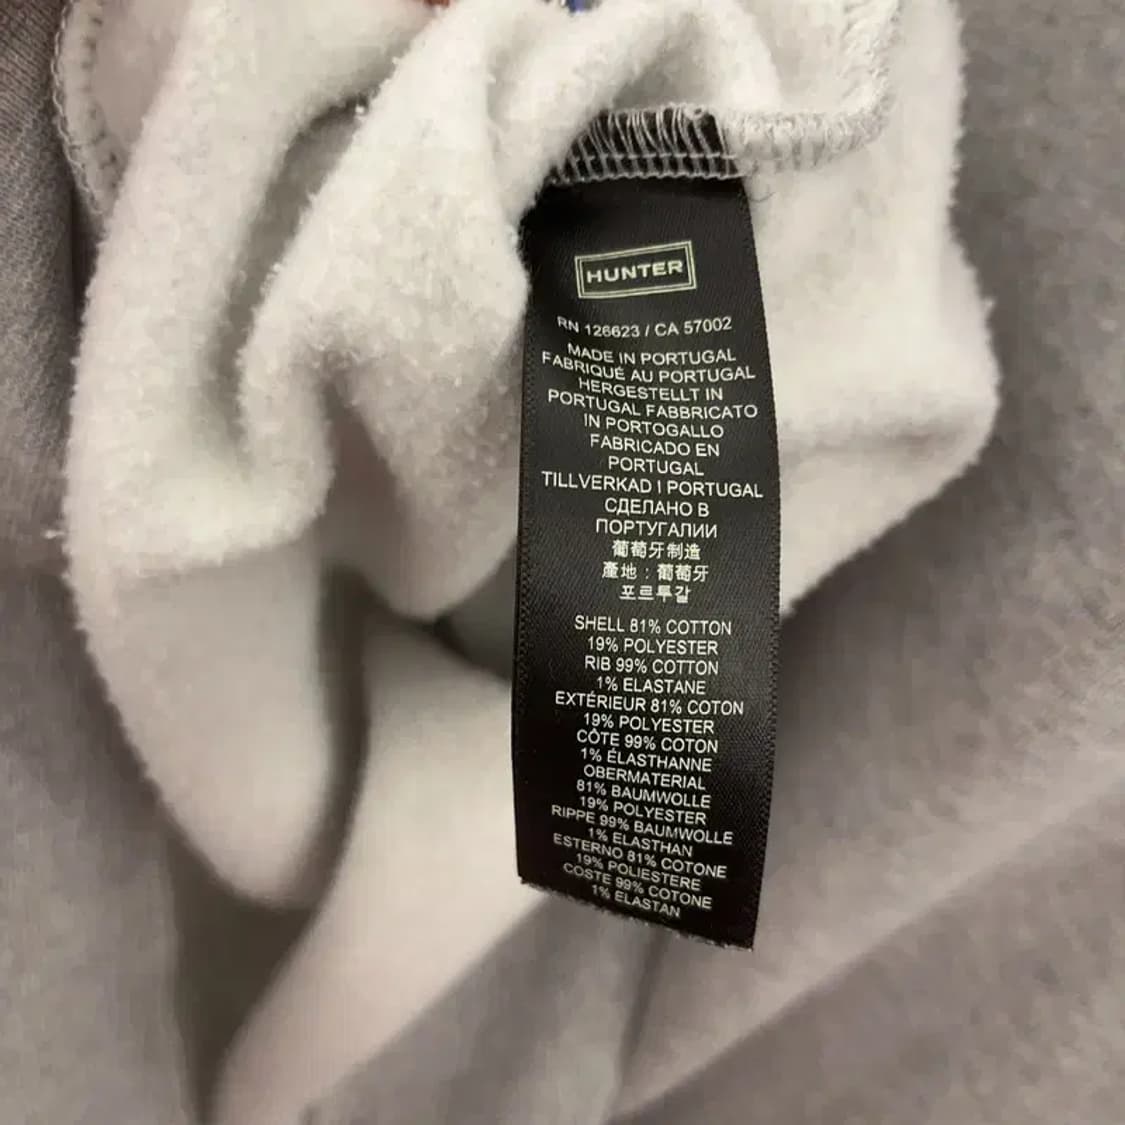 HUNTER
RN 126623 / CA 57002
MADE IN PORTUGAL
FABRIQUÉ AU PORTUGAL
HERGESTELLT IN
PORTUGAL FABBRICATO
IN PORTOGALLO
FABRICADO EN
PORTUGAL
TILLVERKAD I PORTUGAL
СДЕЛАНО В
ПОРТУГАЛИИ
葡萄牙制造
產地：葡萄牙
포르투갈
SHELL 81% COTTON
19% POLYESTER
RIB 99% COTTON
1% ELASTANE
EXTÉRIEUR 81% COTON
19% POLYESTER
CÔTE 99% COTON
1% ÉLASTHANNE
OBERMATERIAL
81% BAUMWOLLE
19% POLYESTER
RIPPE 99% BAUMWOLLE
1% ELASTHAN
ESTERNO 81% COTONE
19% POLIESTERE
COSTE 99% COTONE
1% ELASTAN